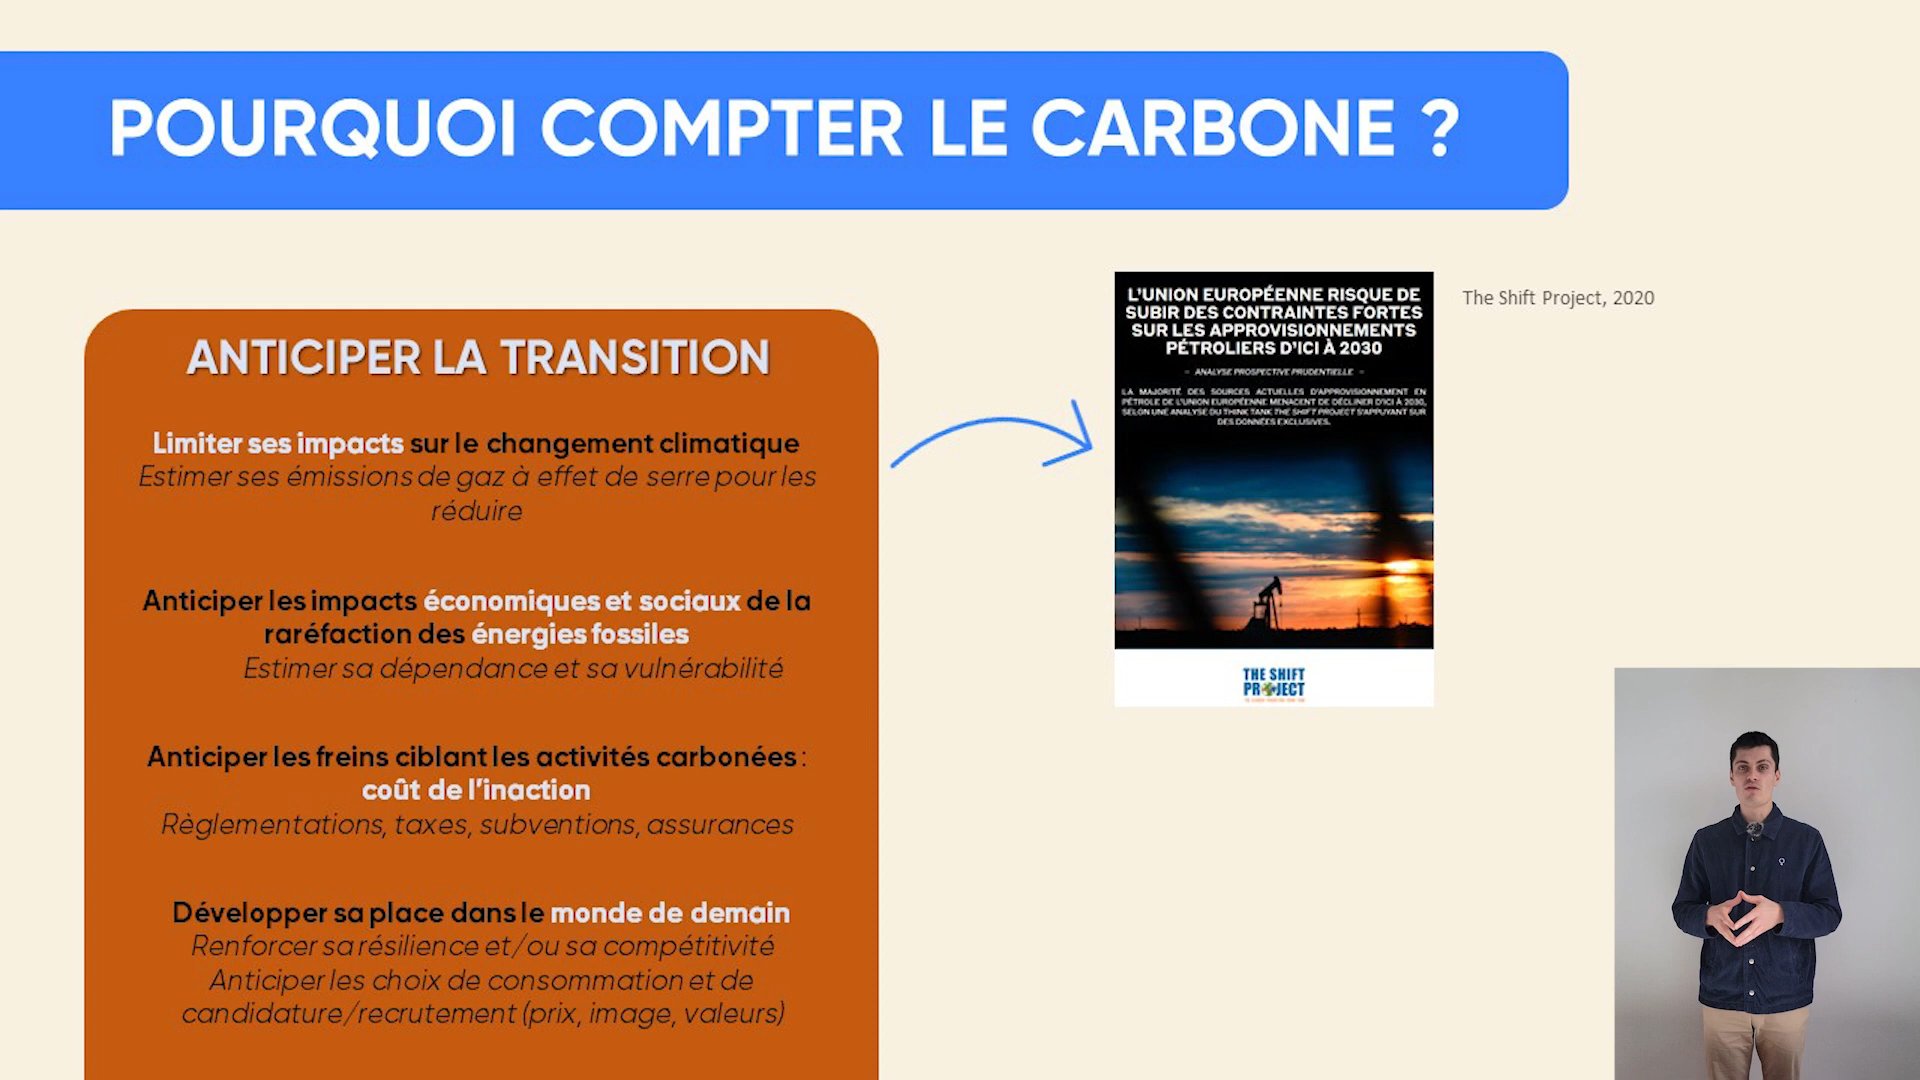 POURQUOI COMPTER LE CARBONE ?
ANTICIPER LA TRANSITION
Limiter ses impacts sur le changement climatique
Estimer ses émissions de gaz à effet de serre pour les
réduire
Anticiper les impacts économiques et sociaux de la
raréfaction des énergies fossiles
Estimer sa dépendance et sa vulnérabilité
Anticiper les freins ciblant les activités carbonées :
coût de l'inaction
Règlementations, taxes, subventions, assurances
Développer sa place dans le monde de demain
Renforcer sa résilience et/ou sa compétitivité
Anticiper les choix de consommation et de
candidature/recrutement (prix, image, valeurs)
L'UNION EUROPÉENNE RISQUE DE
SUBIR DES CONTRAINTES FORTES
SUR LES APPROVISIONNEMENTS
PÉTROLIERS D'ICI À 2030
– ANALYSE PROSPECTIVE PRUDENTIELLE –
LA MAJORITÉ DES SOURCES ACTUELLES D'APPROVISIONNEMENT EN
PÉTROLE DE L'UNION EUROPÉENNE MENACENT DE DÉCLINER D'ICI À 2030,
SELON UNE ANALYSE DU THINK TANK THE SHIFT PROJECT S'APPUYANT SUR
DES DONNÉES EXCLUSIVES.
THE SHIFT
PROJECT
The Shift Project, 2020